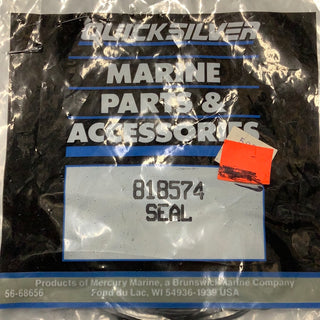 QUICKSILVER
MARINE
PARTS &
ACCESSORIES
818574
SEAL
Products of Mercury Marine, a Brunswick Marine Company
56-68656
Fond du Lac, WI 54936-1939 USA